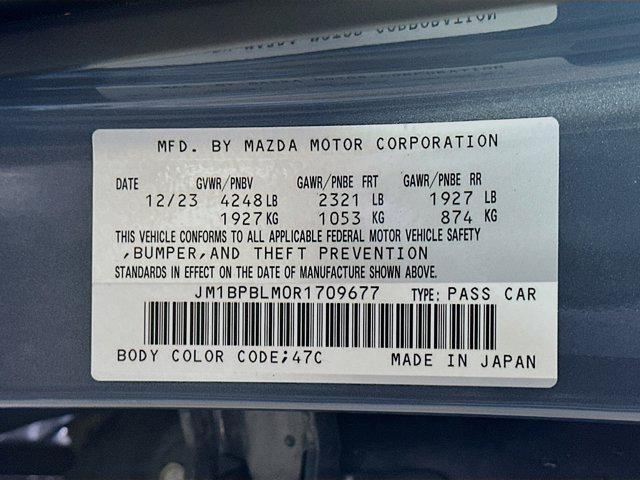 MFD. BY MAZDA MOTOR CORPORATION
DATE GVWR/PNBV GAWR/PNBE FRT GAWR/PNBE RR
12/23 4248 LB 2321 LB 1927 LB
1927 KG 1053 KG 874 KG
THIS VEHICLE CONFORMS TO ALL APPLICABLE FEDERAL MOTOR VEHICLE SAFETY
,BUMPER,AND THEFT PREVENTION
STANDARDS IN EFFECT ON THE DATE OF MANUFACTURE SHOWN ABOVE.
JM1BPBLM0R1709677 TYPE: PASS CAR
BODY COLOR CODE;47C MADE IN JAPAN